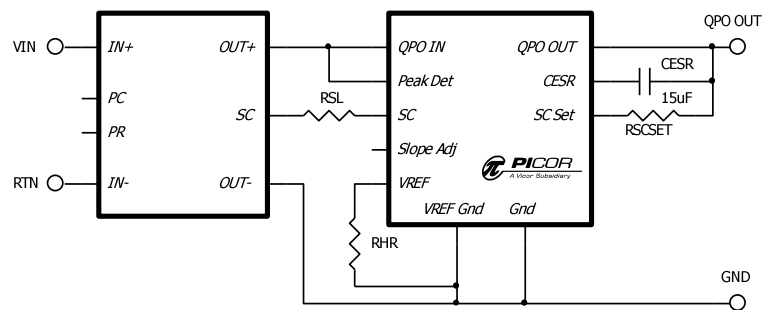 QPO OUT
VIN
IN+
OUT+
QPO IN
QPO OUT
Peak Det
CESR
CESR
PC
RSL
15uF
SC
SC
SC Set
PR
RSCSET
Slope Adj
PICOR
A Vicor Subsidiary
RTN
IN-
OUT-
VREF
VREF Gnd
Gnd
RHR
GND